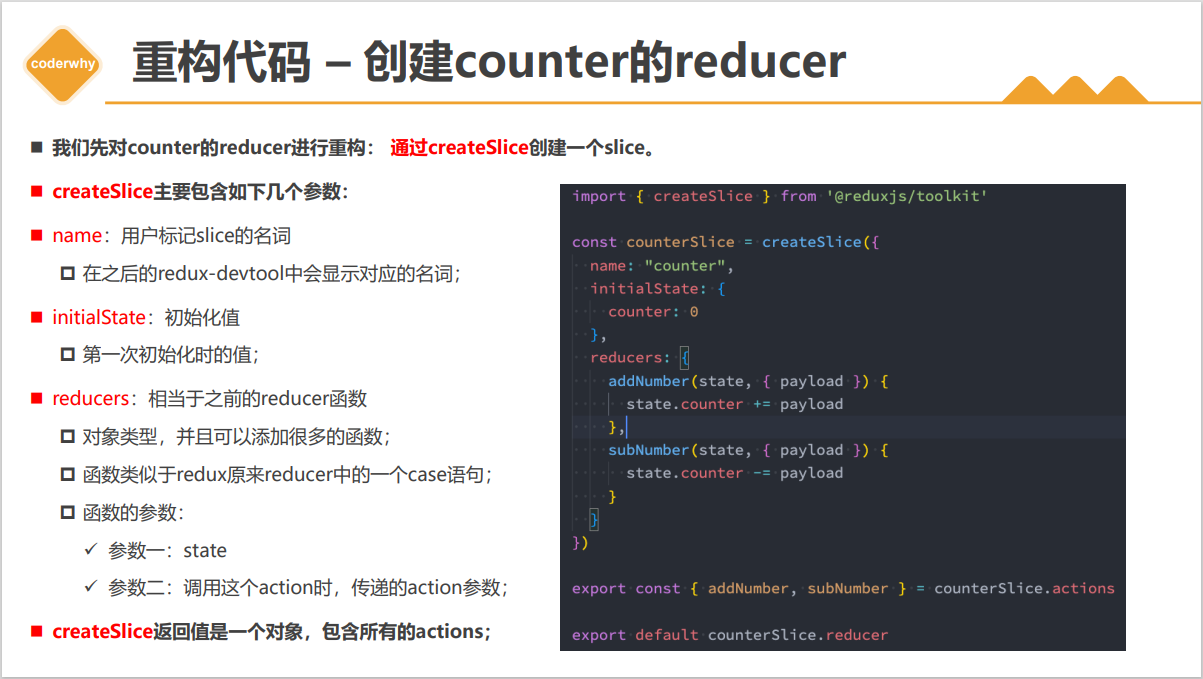 coderwhy
重构代码 – 创建counter的reducer
我们先对counter的reducer进行重构： 通过createSlice创建一个slice。
createSlice主要包含如下几个参数：
name：用户标记slice的名词
在之后的redux-devtool中会显示对应的名词；
initialState：初始化值
第一次初始化时的值；
reducers：相当于之前的reducer函数
对象类型，并且可以添加很多的函数；
函数类似于redux原来reducer中的一个case语句；
函数的参数：
参数一：state
参数二：调用这个action时，传递的action参数；
createSlice返回值是一个对象，包含所有的actions；
import { createSlice } from '@reduxjs/toolkit'
const counterSlice = createSlice({
name: "counter",
initialState: {
counter: 0
},
reducers: {
addNumber(state, { payload }) {
state.counter += payload
},
subNumber(state, { payload }) {
state.counter -= payload
}
}
})
export const { addNumber, subNumber } = counterSlice.actions
export default counterSlice.reducer